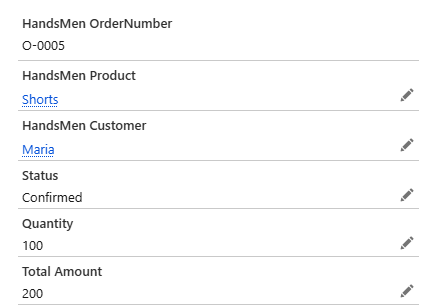 HandsMen OrderNumber
O-0005
HandsMen Product
Shorts
HandsMen Customer
Maria
Status
Confirmed
Quantity
100
Total Amount
200